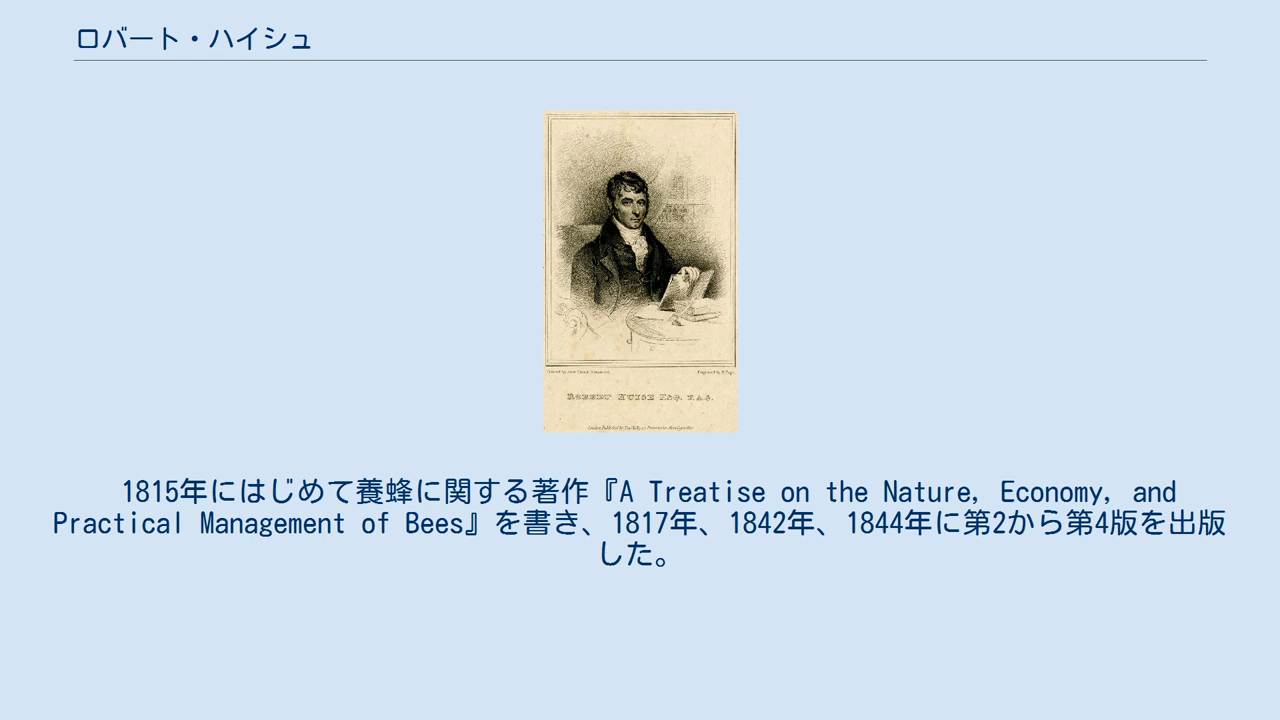 ロバート・ハイシュ
ROBERT HUISH ESQ. F.A.S.
1815年にはじめて養蜂に関する著作『A Treatise on the Nature, Economy, and
Practical Management of Bees』を書き、1817年、1842年、1844年に第2から第4版を出版
した。